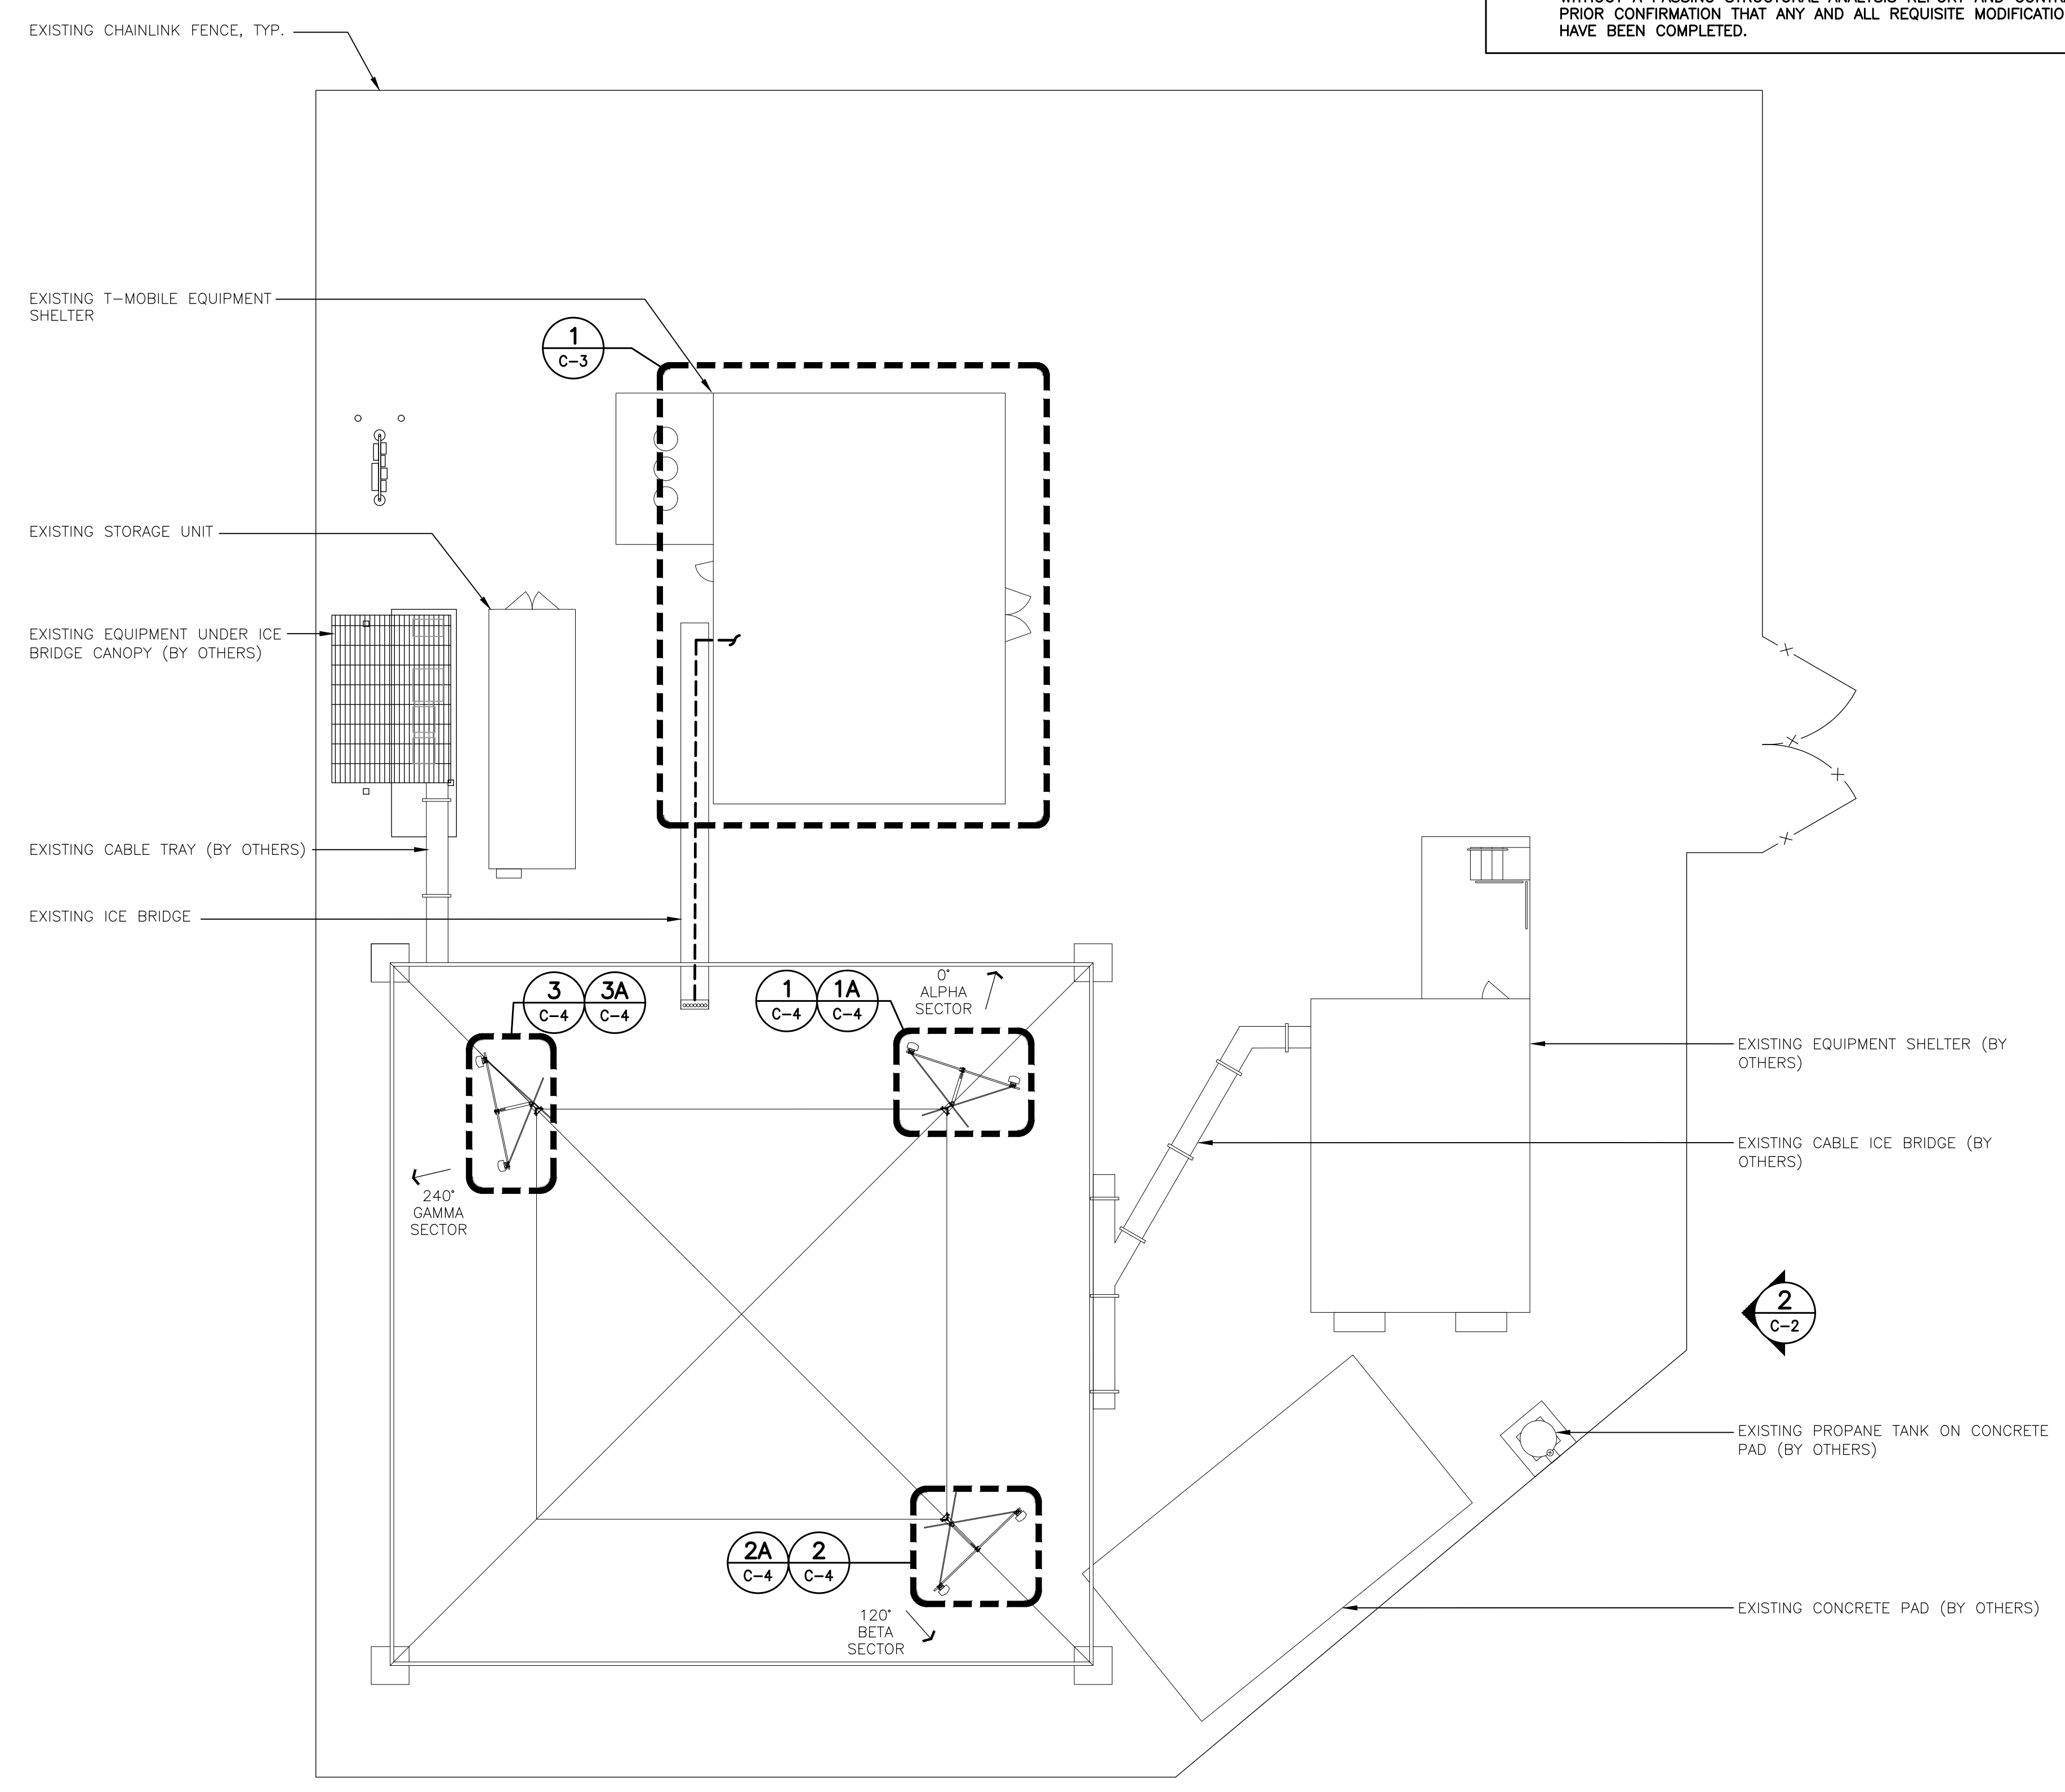 PRIOR CONFIRMATION THAT ANY AND ALL REQUISITE
HAVE BEEN COMPLETED.
EXISTING CHAINLINK FENCE, TYP.
EXISTING T-MOBILE EQUIPMENT
SHELTER
1
C-3
EXISTING STORAGE UNIT
EXISTING EQUIPMENT UNDER ICE
BRIDGE CANOPY (BY OTHERS)
EXISTING CABLE TRAY (BY OTHERS)
EXISTING ICE BRIDGE
3
C-4
3A
C-4
1
C-4
1A
C-4
0°
ALPHA
SECTOR
240°
GAMMA
SECTOR
EXISTING EQUIPMENT SHELTER (BY
OTHERS)
EXISTING CABLE ICE BRIDGE (BY
OTHERS)
2
C-2
EXISTING PROPANE TANK ON CONCRETE
PAD (BY OTHERS)
2A
C-4
2
C-4
120°
BETA
SECTOR
EXISTING CONCRETE PAD (BY OTHERS)